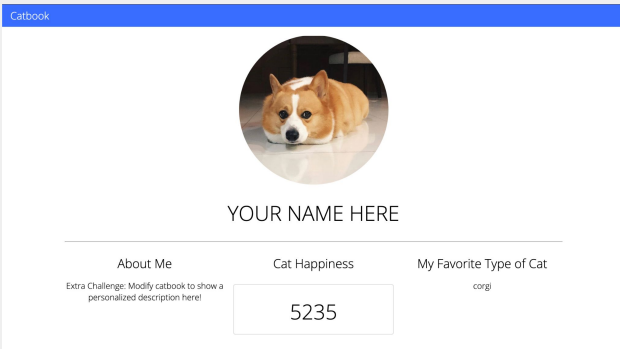 Catbook
YOUR NAME HERE
About Me
Extra Challenge: Modify catbook to show a
personalized description here!
Cat Happiness
5235
My Favorite Type of Cat
corgi